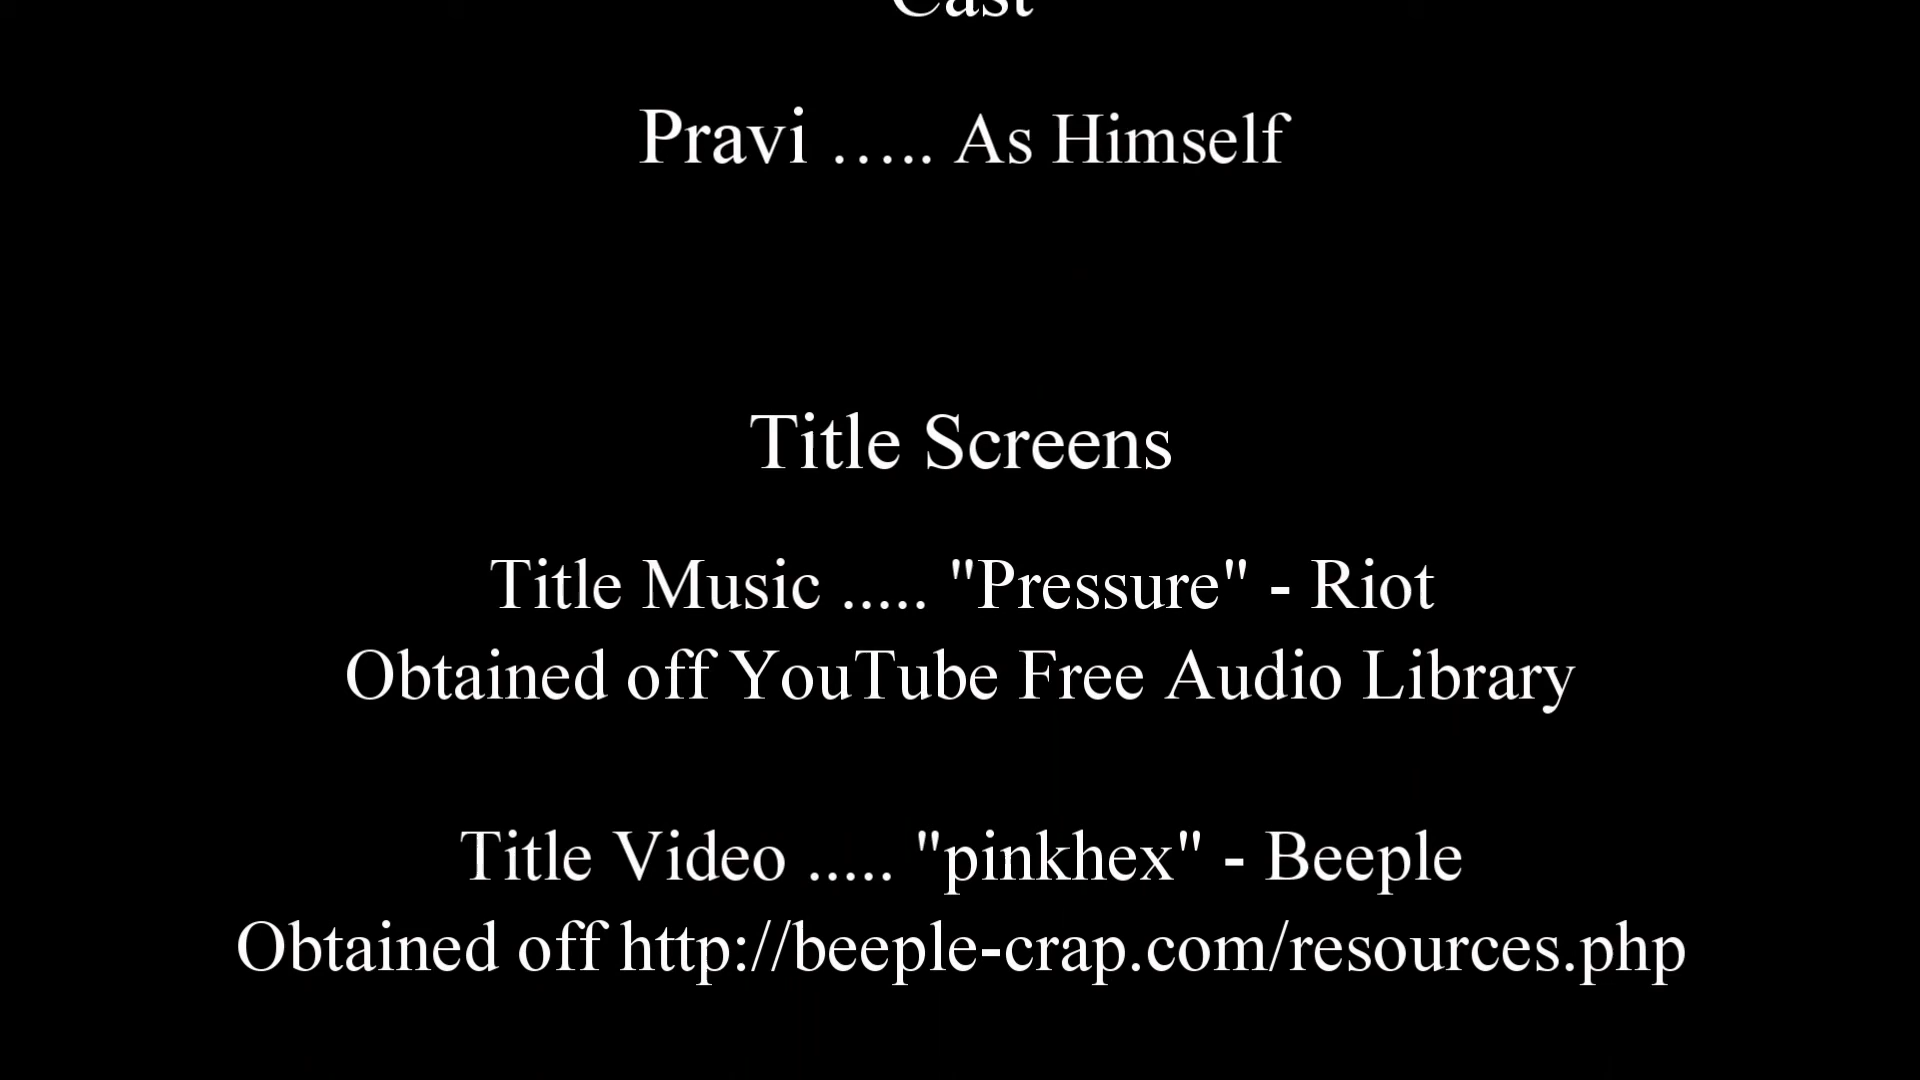 Cast
Pravi ….. As Himself
Title Screens
Title Music ..... "Pressure" - Riot
Obtained off YouTube Free Audio Library
Title Video ..... "pinkhex" - Beeple
Obtained off http://beeple-crap.com/resources.php